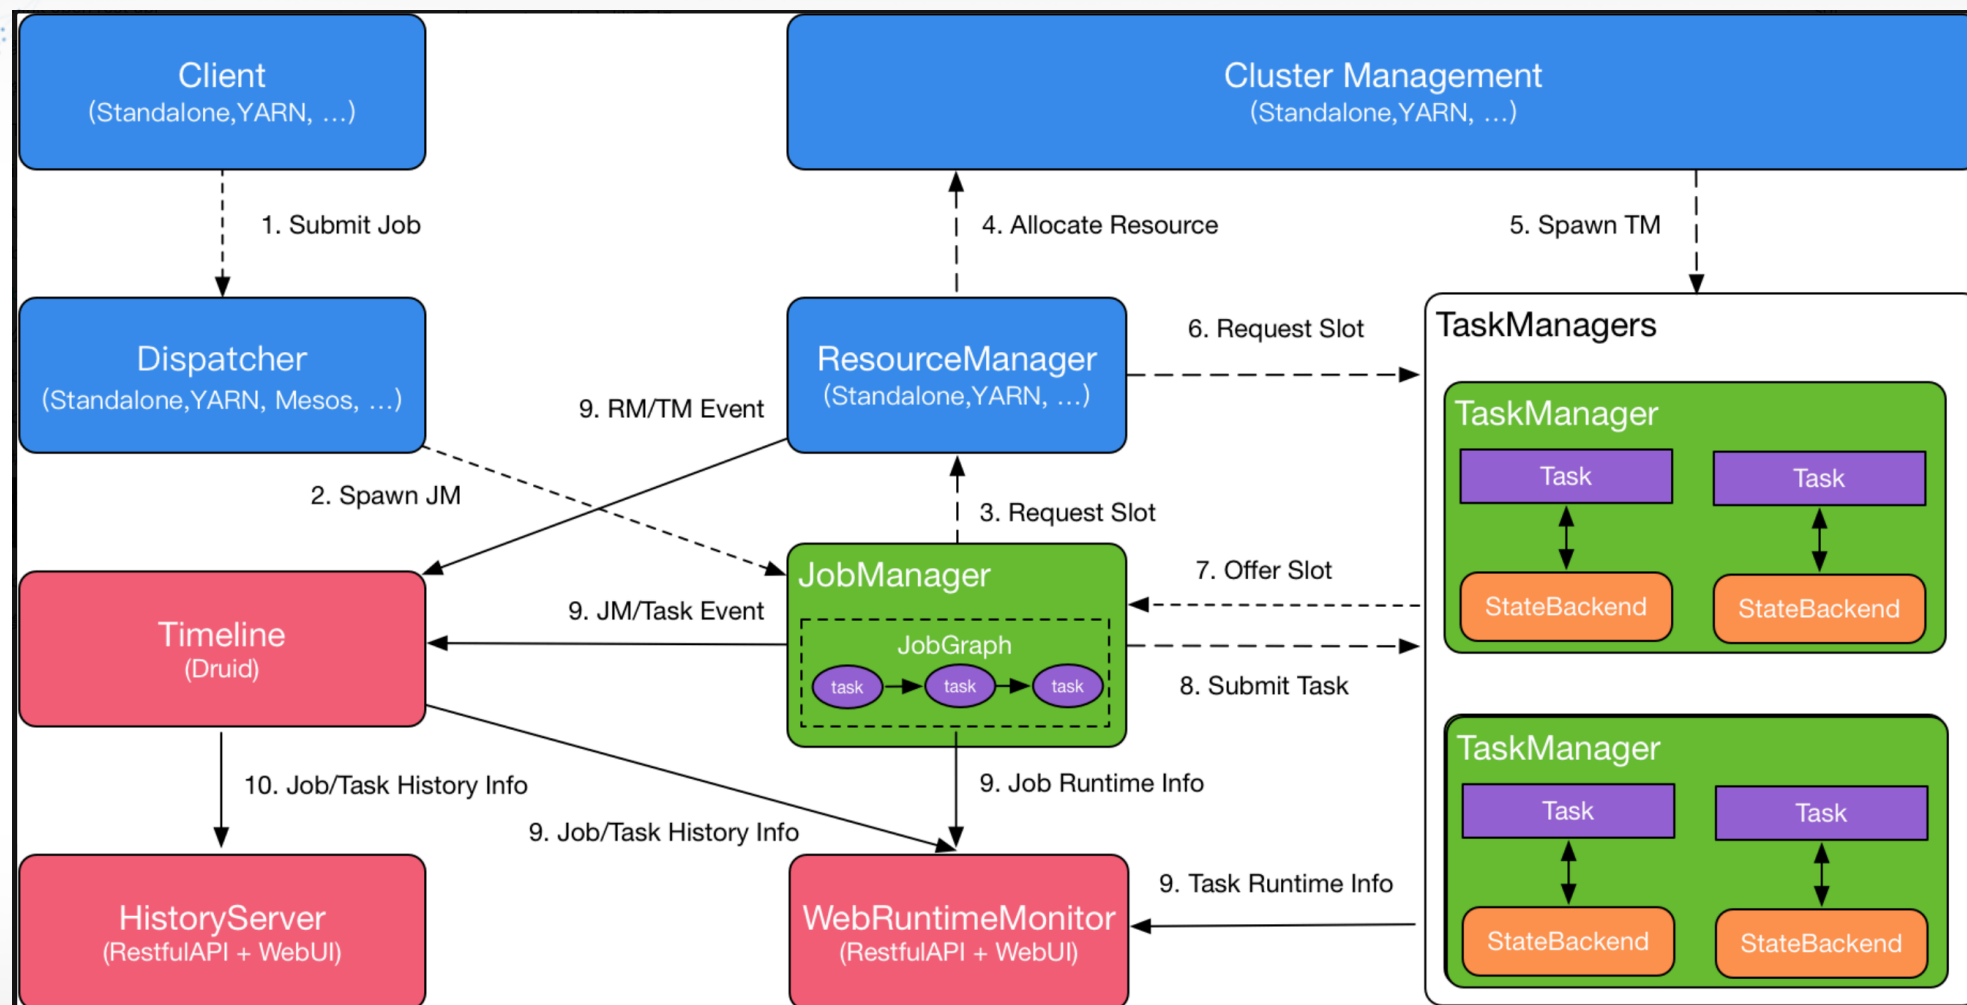 Client
(Standalone,YARN, ...)
Cluster Management
(Standalone,YARN, ...)
1. Submit Job
4. Allocate Resource
5. Spawn TM
Dispatcher
(Standalone,YARN, Mesos, ...)
ResourceManager
(Standalone,YARN, ...)
6. Request Slot
TaskManagers
9. RM/TM Event
2. Spawn JM
3. Request Slot
TaskManager
Task
Task
StateBackend
StateBackend
Timeline
(Druid)
9. JM/Task Event
JobManager
JobGraph
task
task
task
7. Offer Slot
8. Submit Task
10. Job/Task History Info
9. Job/Task History Info
9. Job Runtime Info
TaskManager
Task
Task
StateBackend
StateBackend
9. Task Runtime Info
HistoryServer
(RestfulAPI + WebUI)
WebRuntimeMonitor
(RestfulAPI + WebUI)